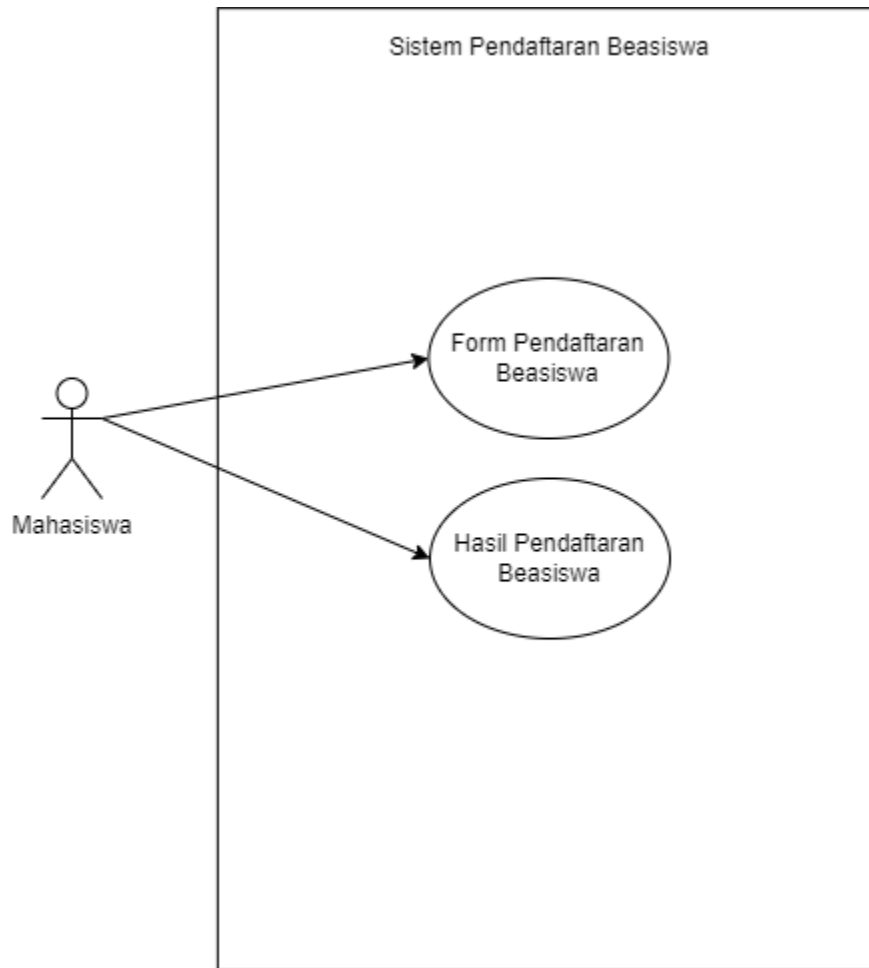 Sistem Pendaftaran Beasiswa
Form Pendaftaran
Beasiswa
Mahasiswa
Hasil Pendaftaran
Beasiswa